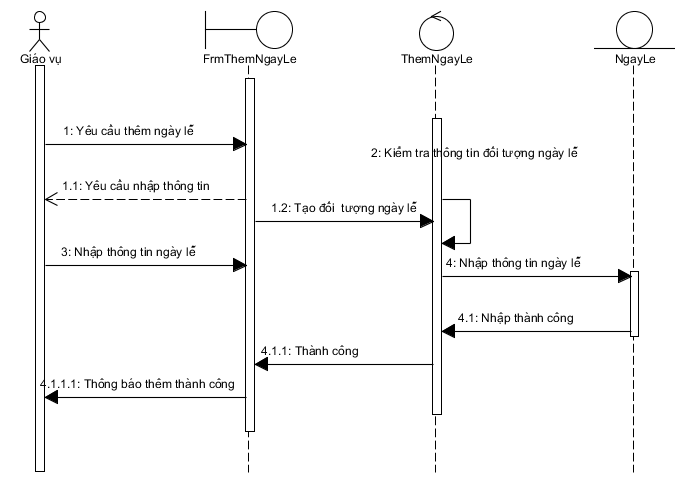 Giáo vụ
FrmThemNgayLe
ThemNgayLe
NgayLe
1: Yêu cầu thêm ngày lễ
2: Kiểm tra thông tin đối tượng ngày lễ
1.1: Yêu cầu nhập thông tin
1.2: Tạo đối tượng ngày lễ
3: Nhập thông tin ngày lễ
4: Nhập thông tin ngày lễ
4.1: Nhập thành công
4.1.1: Thành công
4.1.1.1: Thông báo thêm thành công